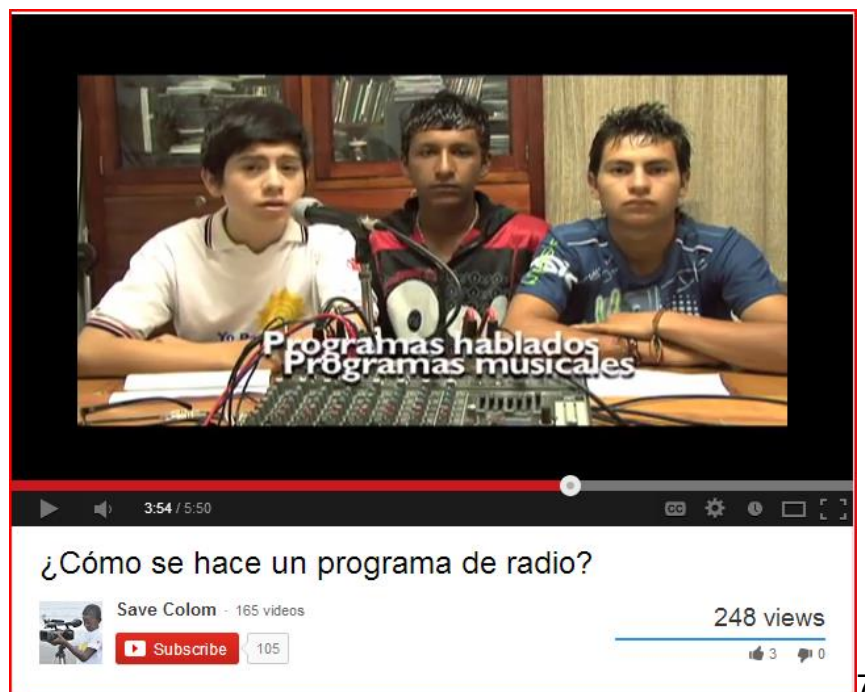 Programas hablados
Programas musicales
3:54 / 5:50
CC
¿Cómo se hace un programa de radio?
Save Colom · 165 videos
248 views
Subscribe 105
3 0